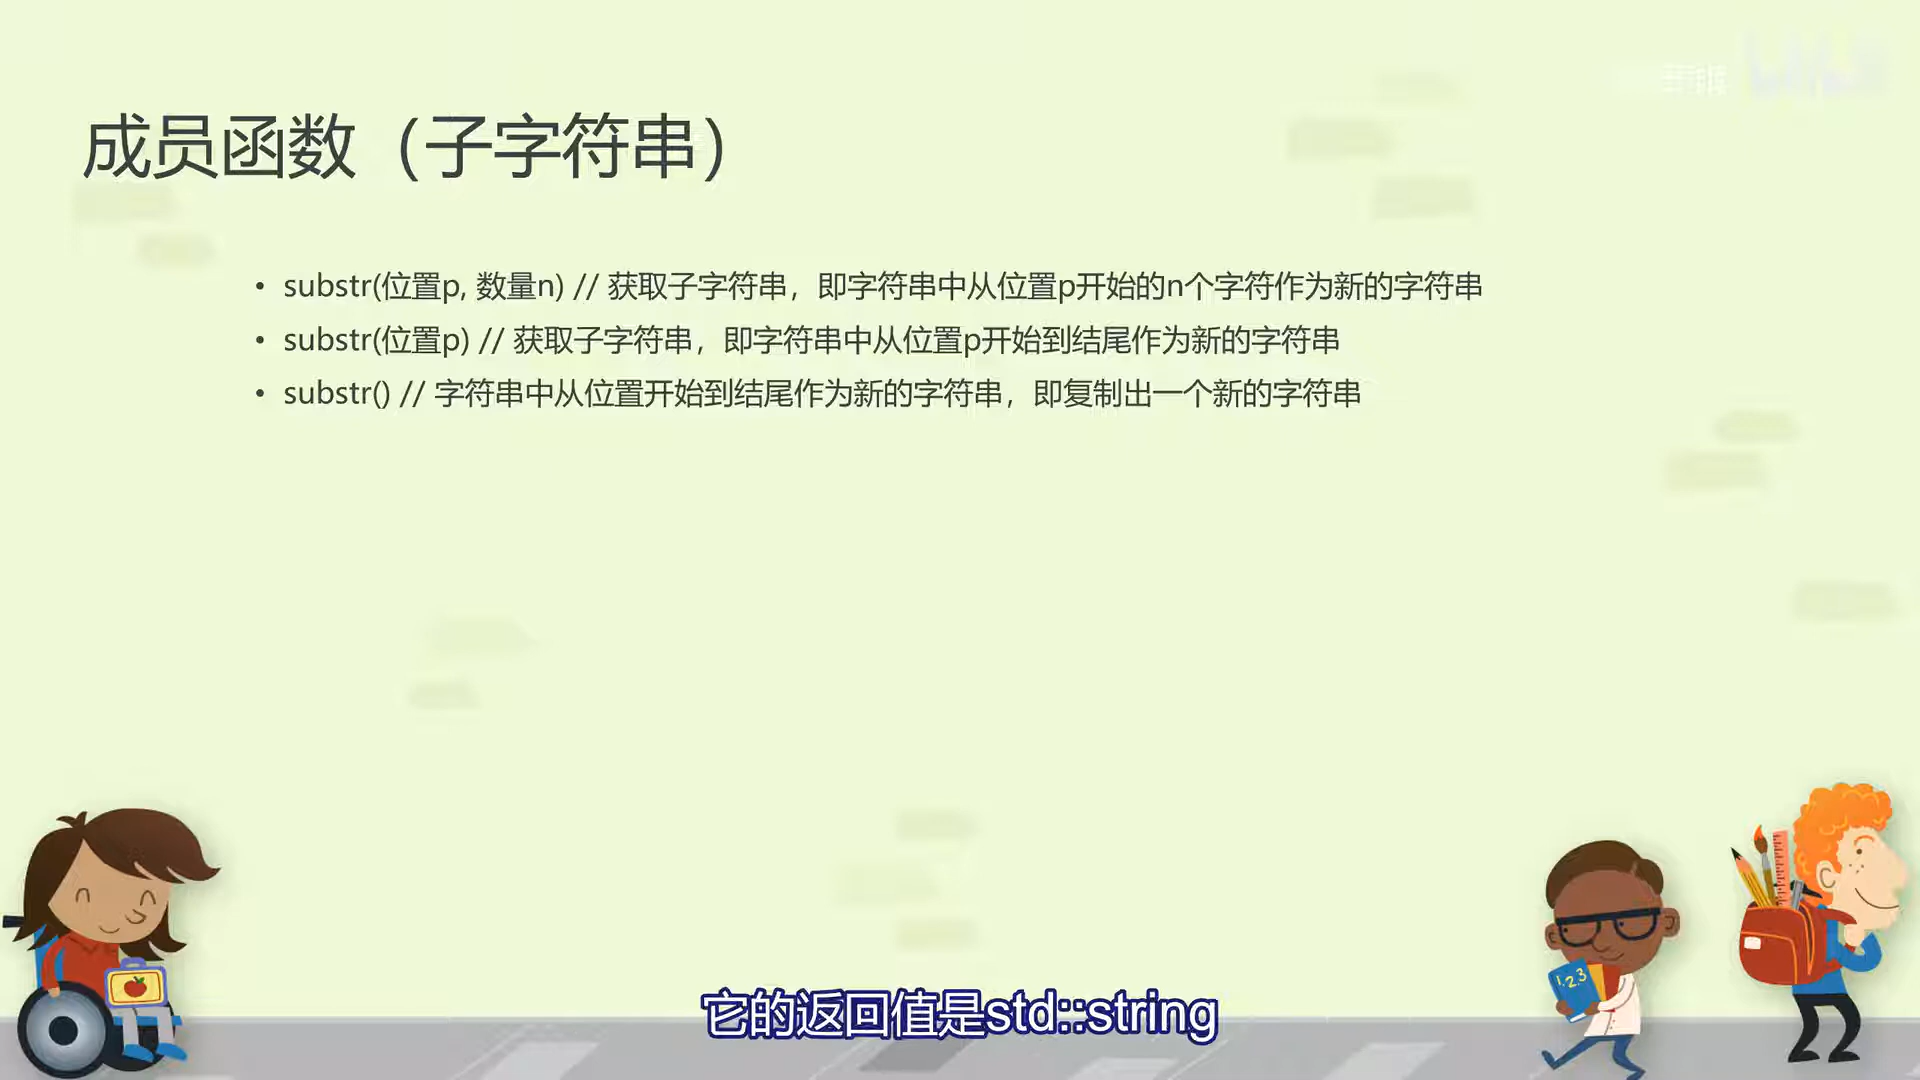 成员函数（子字符串）
• substr(位置p, 数量n) // 获取子字符串，即字符串中从位置p开始的n个字符作为新的字符串
• substr(位置p) // 获取子字符串，即字符串中从位置p开始到结尾作为新的字符串
• substr() // 字符串中从位置开始到结尾作为新的字符串，即复制出一个新的字符串
1.2.3
它的返回值是std::string